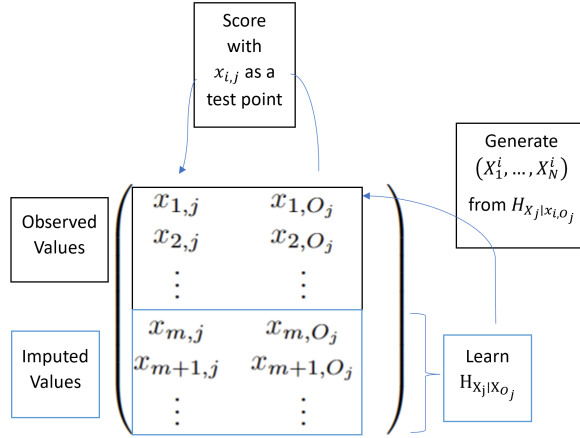 Score
with
$x_{i,j}$ as a
test point
Generate
$(X_1^i, \ldots, X_N^i)$
from $H_{X_j|x_{i,O_j}}$
Observed
Values
$x_{1,j}$ $x_{1,O_j}$
$x_{2,j}$ $x_{2,O_j}$
⋮ ⋮
Imputed
Values
$x_{m,j}$ $x_{m,O_j}$
$x_{m+1,j}$ $x_{m+1,O_j}$
⋮ ⋮
Learn
$H_{X_j|X_{O_j}}$